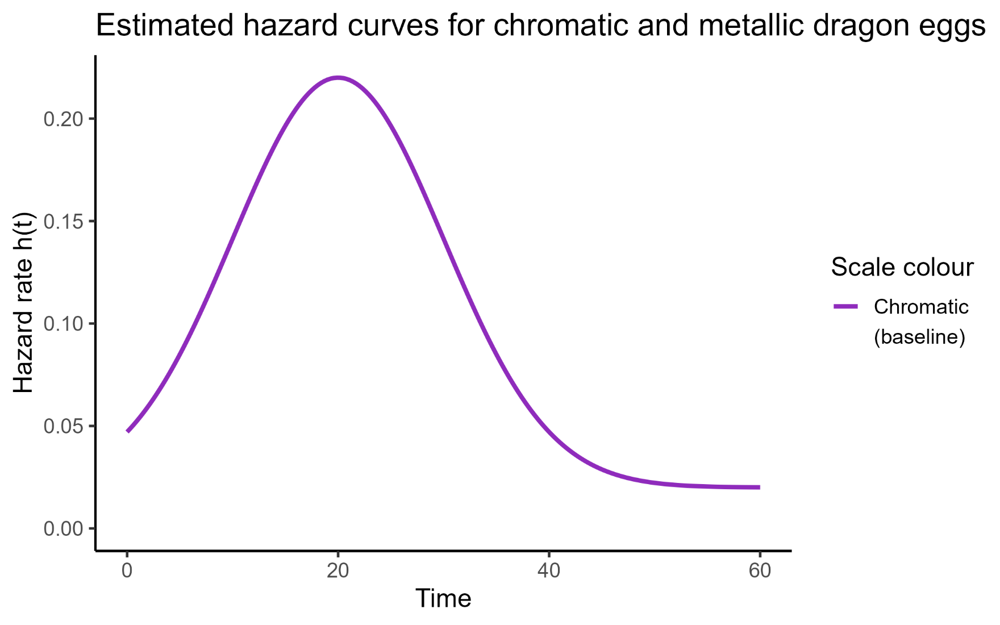 Estimated hazard curves for chromatic and metallic dragon eggs
Hazard rate h(t)
0.20
0.15
0.10
0.05
0.00
0
20
40
60
Time
Scale colour
Chromatic
(baseline)